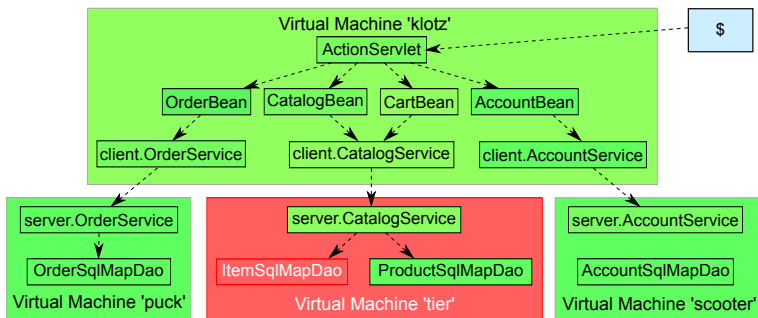 Virtual Machine 'klotz'
$
ActionServlet
OrderBean
CatalogBean
CartBean
AccountBean
client.OrderService
client.CatalogService
client.AccountService
server.OrderService
server.CatalogService
server.AccountService
OrderSqlMapDao
ItemSqlMapDao
ProductSqlMapDao
AccountSqlMapDao
Virtual Machine 'puck'
Virtual Machine 'tier'
Virtual Machine 'scooter'